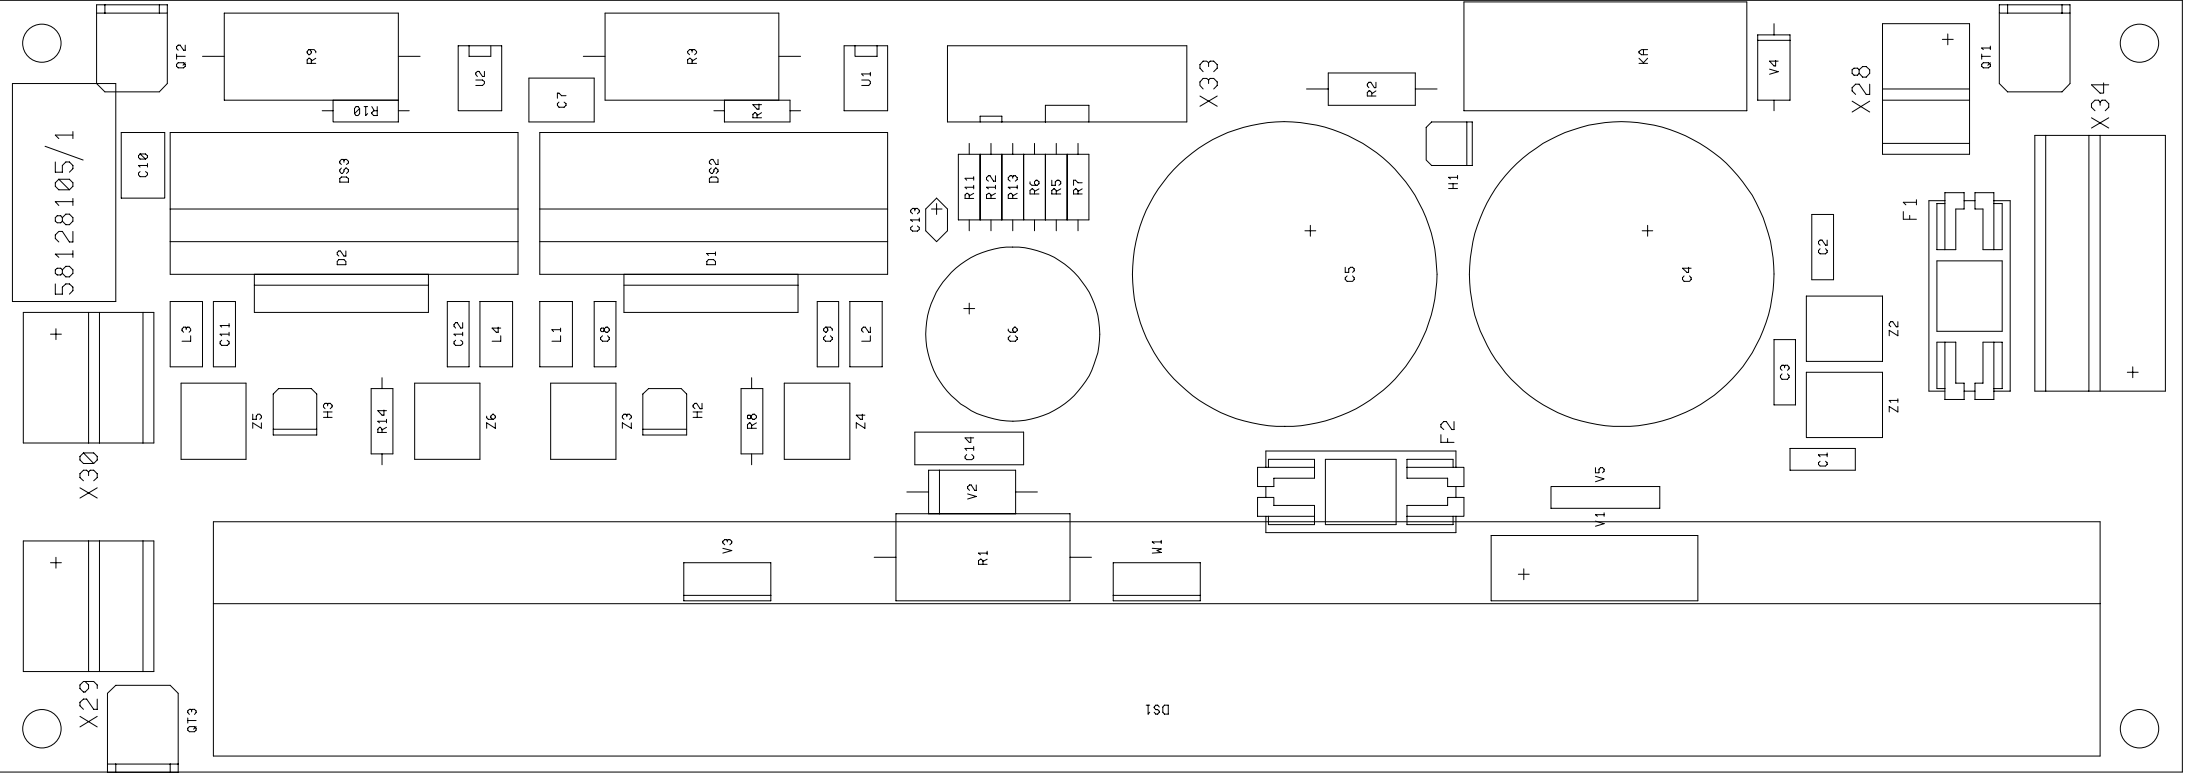 QT2
R9
U2
R3
U1
X33
R2
KA
V4
X28
QT1
X34
C7
R10
R4
58128105/1
C10
DS3
DS2
R11
R12
R13
R6
R5
R7
H1
C13
F1
D2
D1
C5
C4
C2
L3
C11
C12
L4
L1
C8
C9
L2
C6
Z2
C3
Z5
H3
R14
Z6
Z3
H2
R8
Z4
Z1
X30
C14
F2
C1
V2
V5
V1
V3
R1
W1
X29
QT3
DS1